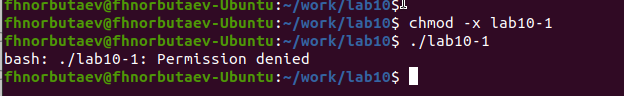 fhnorbutaev@fhnorbutaev-Ubuntu:~/work/lab10$
fhnorbutaev@fhnorbutaev-Ubuntu:~/work/lab10$ chmod -x lab10-1
fhnorbutaev@fhnorbutaev-Ubuntu:~/work/lab10$ ./lab10-1
bash: ./lab10-1: Permission denied
fhnorbutaev@fhnorbutaev-Ubuntu:~/work/lab10$